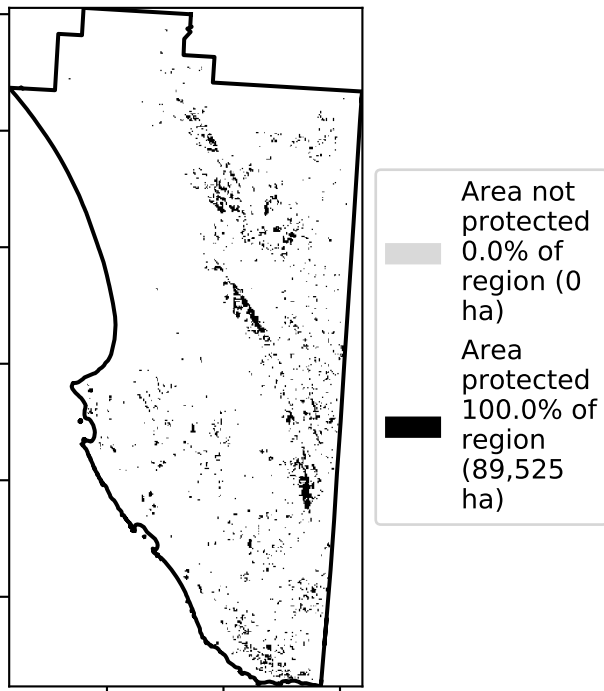 Area not
protected
0.0% of
region (0
ha)
Area
protected
100.0% of
region
(89,525
ha)